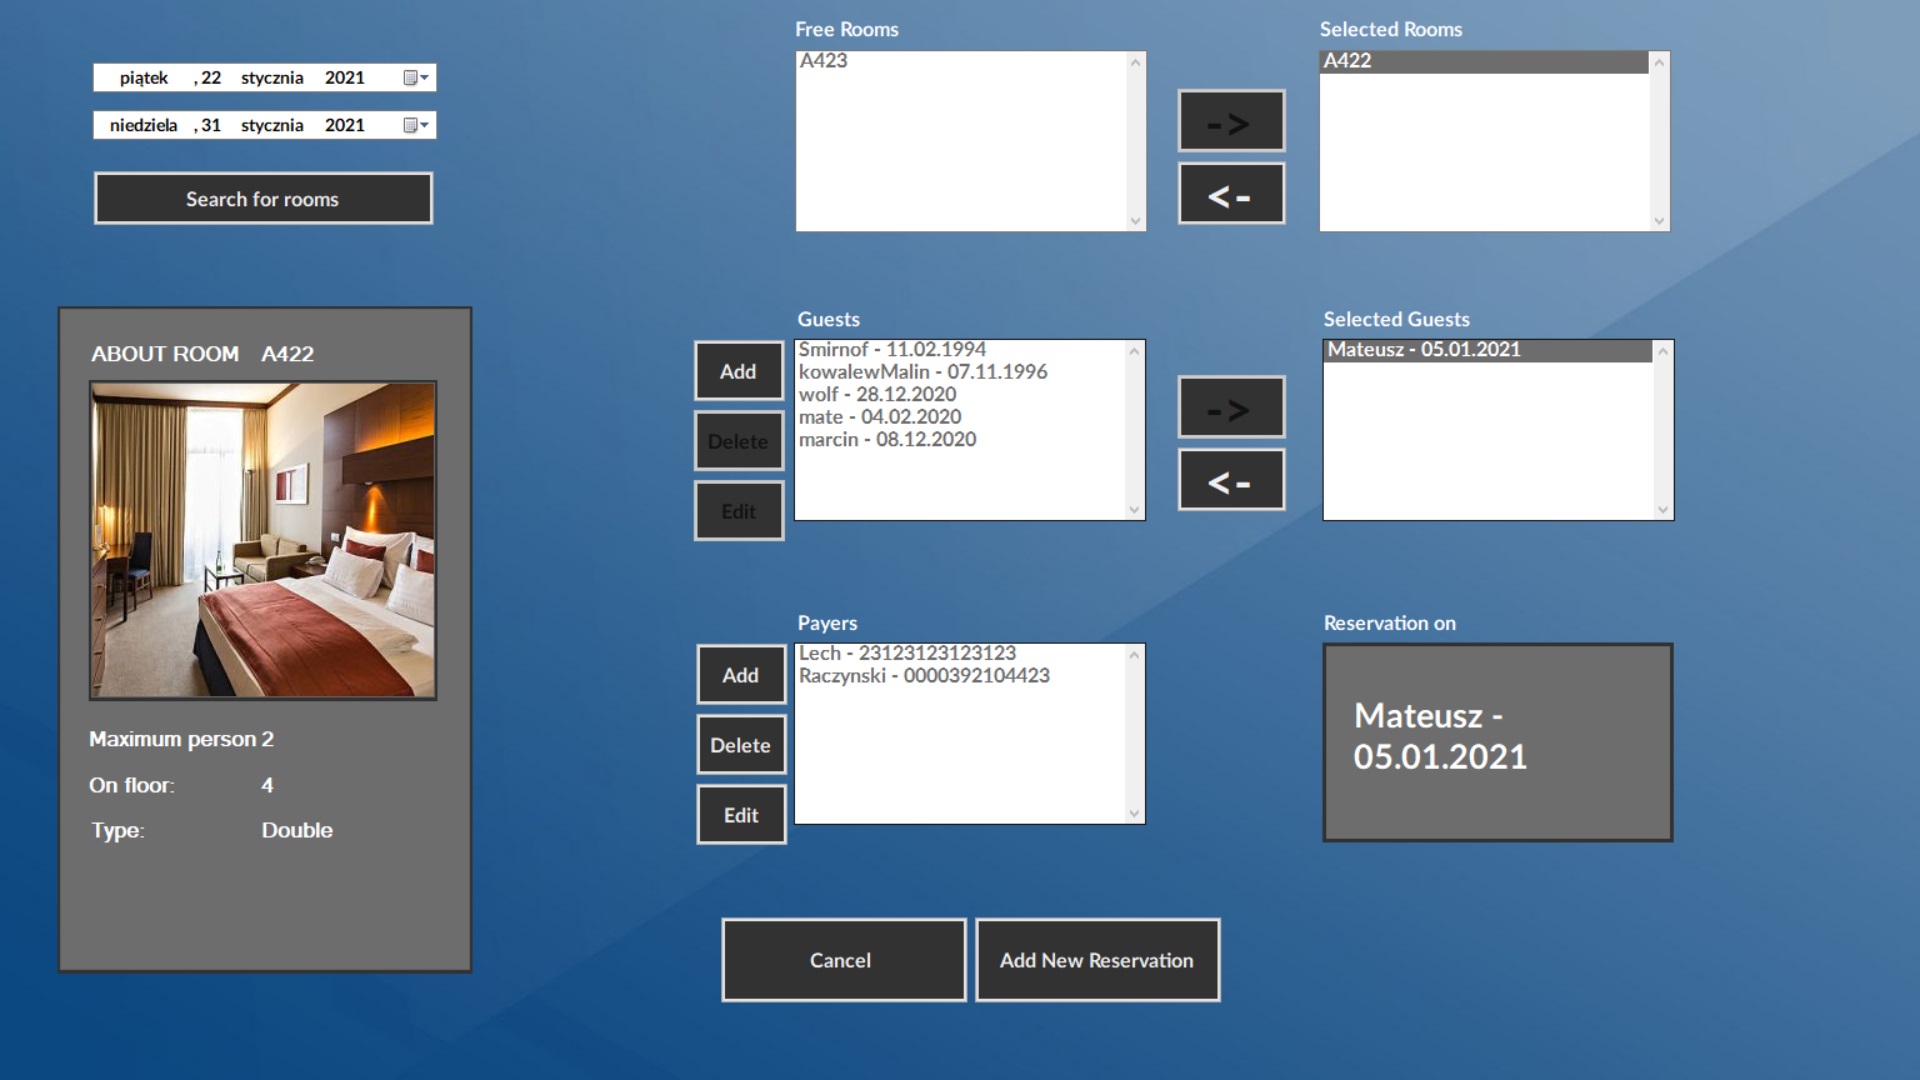 piątek , 22 stycznia 2021
niedziela , 31 stycznia 2021
Search for rooms
ABOUT ROOM A422
Maximum person 2
On floor: 4
Type: Double
Free Rooms
A423
->
<-
Selected Rooms
A422
Guests
Add
Delete
Edit
Smirnof - 11.02.1994
kowalewMalin - 07.11.1996
wolf - 28.12.2020
mate - 04.02.2020
marcin - 08.12.2020
->
<-
Selected Guests
Mateusz - 05.01.2021
Payers
Add
Delete
Edit
Lech - 23123123123123
Raczynski - 0000392104423
Reservation on
Mateusz -
05.01.2021
Cancel
Add New Reservation